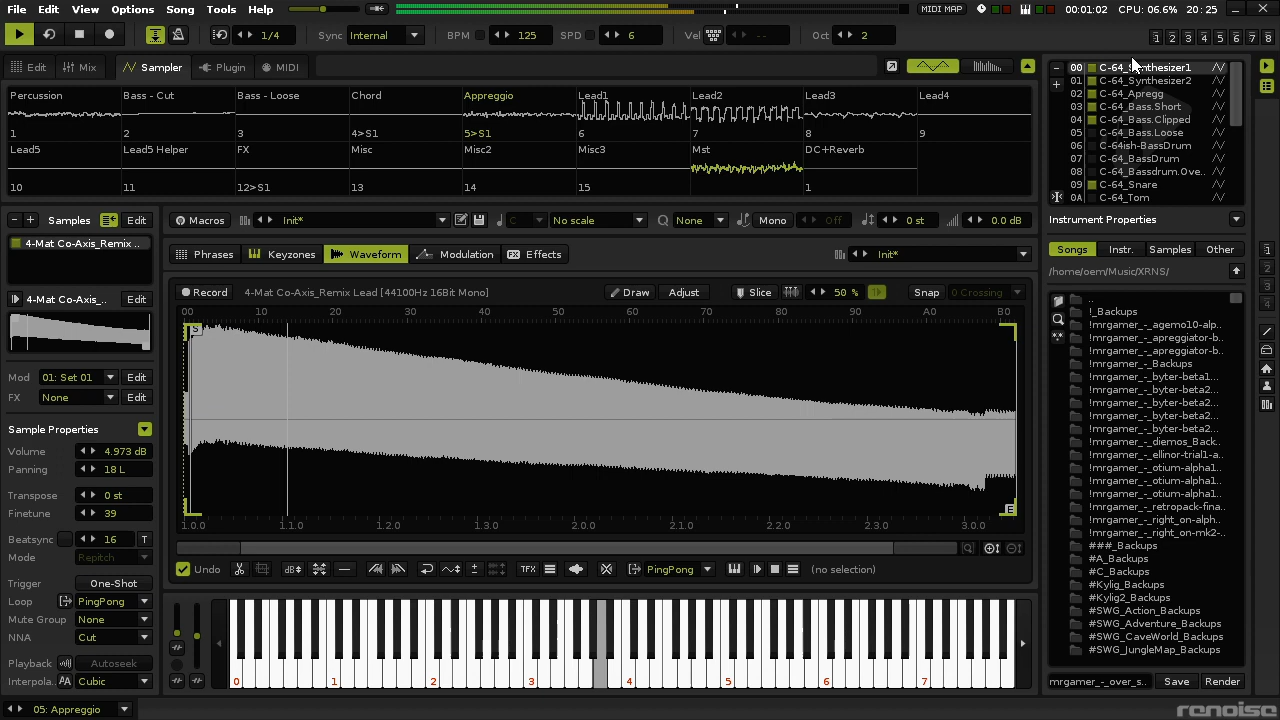 File Edit View Options Song Tools Help MIDI MAP 00:01:02 CPU: 06.6% 20:25
1/4 Sync Internal BPM 125 SPD 6 Vel -- Oct 2 1 2 3 4 5 6 7 8
Edit Mix Sampler Plugin MIDI
Percussion Bass - Cut Bass - Loose Chord Appreggio Lead1 Lead2 Lead3 Lead4
1 2 3 4>S1 5>S1 6 7 8 9
Lead5 Lead5 Helper FX Misc Misc2 Misc3 Mst DC+Reverb
10 11 12>S1 13 14 15 1
00 C-64_Synthesizer1
01 C-64_Synthesizer2
02 C-64_Apregg
03 C-64_Bass.Short
04 C-64_Bass.Clipped
05 C-64_Bass.Loose
06 C-64ish-BassDrum
07 C-64_BassDrum
08 C-64_Bassdrum.Ove..
09 C-64_Snare
0A C-64_Tom
Instrument Properties
Songs Instr. Samples Other
/home/oem/Music/XRNS/
..
!_Backups
!mrgamer_-_agemo10-alp..
!mrgamer_-_apreggiator-b..
!mrgamer_-_apreggiator-b..
!mrgamer_-_Backups
!mrgamer_-_byter-beta1...
!mrgamer_-_byter-beta2...
!mrgamer_-_byter-beta2...
!mrgamer_-_byter-beta2...
!mrgamer_-_byter-beta2...
!mrgamer_-_diemos_Back..
!mrgamer_-_ellinor-trial1-a..
!mrgamer_-_otium-alpha1..
!mrgamer_-_otium-alpha1..
!mrgamer_-_otium-alpha1..
!mrgamer_-_retropack-fina..
!mrgamer_-_right_on-alph..
!mrgamer_-_right_on-mk2-..
###_Backups
#A_Backups
#C_Backups
#Kylig_Backups
#Kylig2_Backups
#SWG_Action_Backups
#SWG_Adventure_Backups
#SWG_CaveWorld_Backups
#SWG_JungleMap_Backups
mrgamer_-_over_s.. Save Render
1
2
3
4
Samples Edit
4-Mat Co-Axis_Remix ..
4-Mat Co-Axis_.. Edit
Mod 01: Set 01 Edit
FX None Edit
Sample Properties
Volume 4.973 dB
Panning 18 L
Transpose 0 st
Finetune 39
Beatsync 16 T
Mode Repitch
Trigger One-Shot
Loop PingPong
Mute Group None
NNA Cut
Playback Autoseek
Interpola.. AA Cubic
05: Appreggio
Macros Init* C No scale None Mono Off 0 st 0.0 dB
Phrases Keyzones Waveform Modulation FX Effects Init*
Record 4-Mat Co-Axis_Remix Lead [44100Hz 16Bit Mono] Draw Adjust Slice 50 % Snap 0 Crossing
00 10 20 30 40 50 60 70 80 90 A0 B0
S
E
1.0.0 1.1.0 1.2.0 1.3.0 2.0.0 2.1.0 2.2.0 2.3.0 3.0.0
Undo dB TFX PingPong (no selection)
0 1 2 3 4 5 6 7
renoise